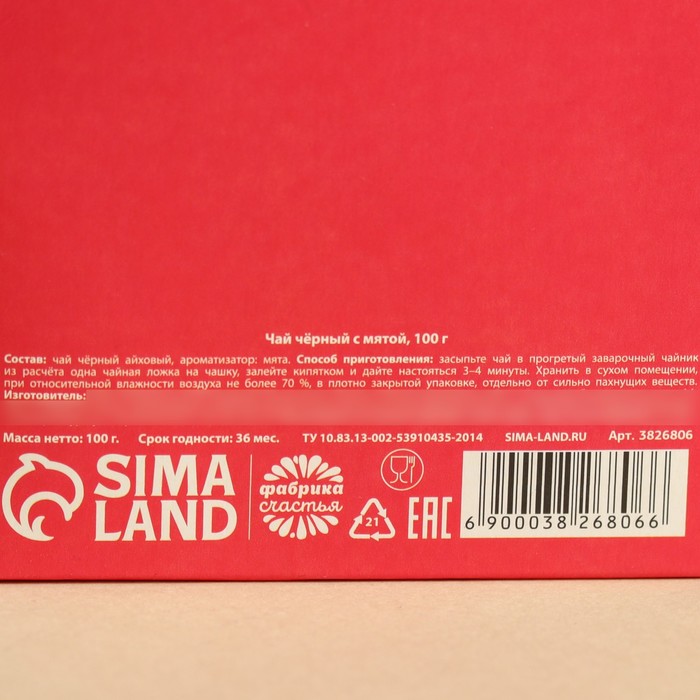 Чай чёрный с мятой, 100 г
Состав: чай чёрный айховый, ароматизатор: мята. Способ приготовления: засыпьте чай в прогретый заварочный чайник
из расчёта одна чайная ложка на чашку, залейте кипятком и дайте настояться 3–4 минуты. Хранить в сухом помещении,
при относительной влажности воздуха не более 70 %, в плотно закрытой упаковке, отдельно от сильно пахнущих веществ.
Изготовитель:
Масса нетто: 100 г. Срок годности: 36 мес. ТУ 10.83.13-002-53910435-2014 SIMA-LAND.RU Арт. 3826806
SIMA
LAND
фабрика
счастья
21
EAC
6 900038 268066